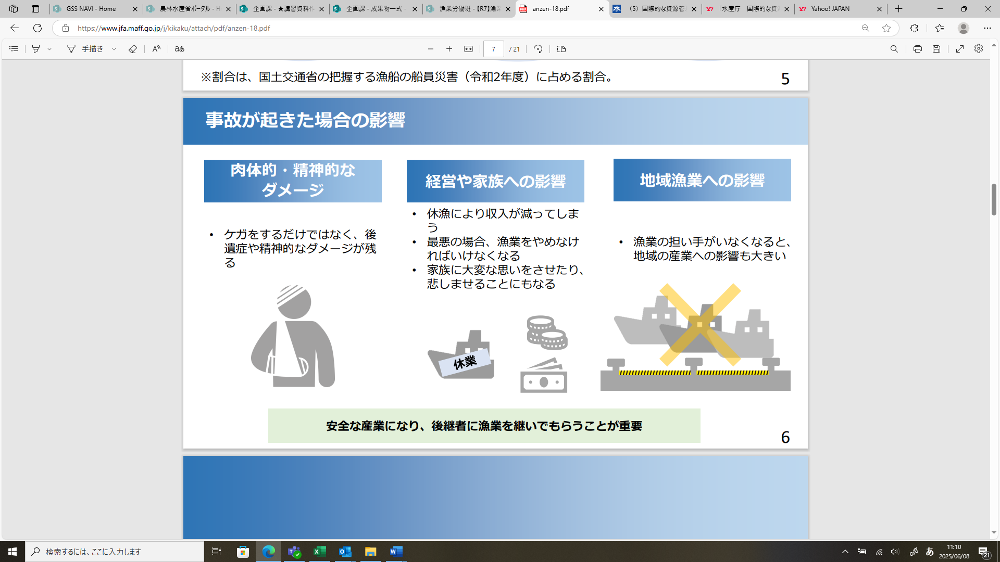 GSS NAVI - Home
農林水産省ポータル - H
企画課 - ★講習資料作
企画課 - 成果物一式 -
漁業労働班 - 【R7】漁業
anzen-18.pdf
（5）国際的な資源管
「水産庁　国際的な資
Yahoo! JAPAN
https://www.jfa.maff.go.jp/j/kikaku/attach/pdf/anzen-18.pdf
手描き
aあ
7 / 21
※割合は、国土交通省の把握する漁船の船員災害（令和2年度）に占める割合。
5
事故が起きた場合の影響
肉体的・精神的な
ダメージ
• ケガをするだけではなく、後
遺症や精神的なダメージが残
る
経営や家族への影響
• 休漁により収入が減ってしま
う
• 最悪の場合、漁業をやめなけ
ればいけなくなる
• 家族に大変な思いをさせたり、
悲しませることにもなる
休業
地域漁業への影響
• 漁業の担い手がいなくなると、
地域の産業への影響も大きい
安全な産業になり、後継者に漁業を継いでもらうことが重要
6
検索するには、ここに入力します
あ
11:10
2025/06/08
21